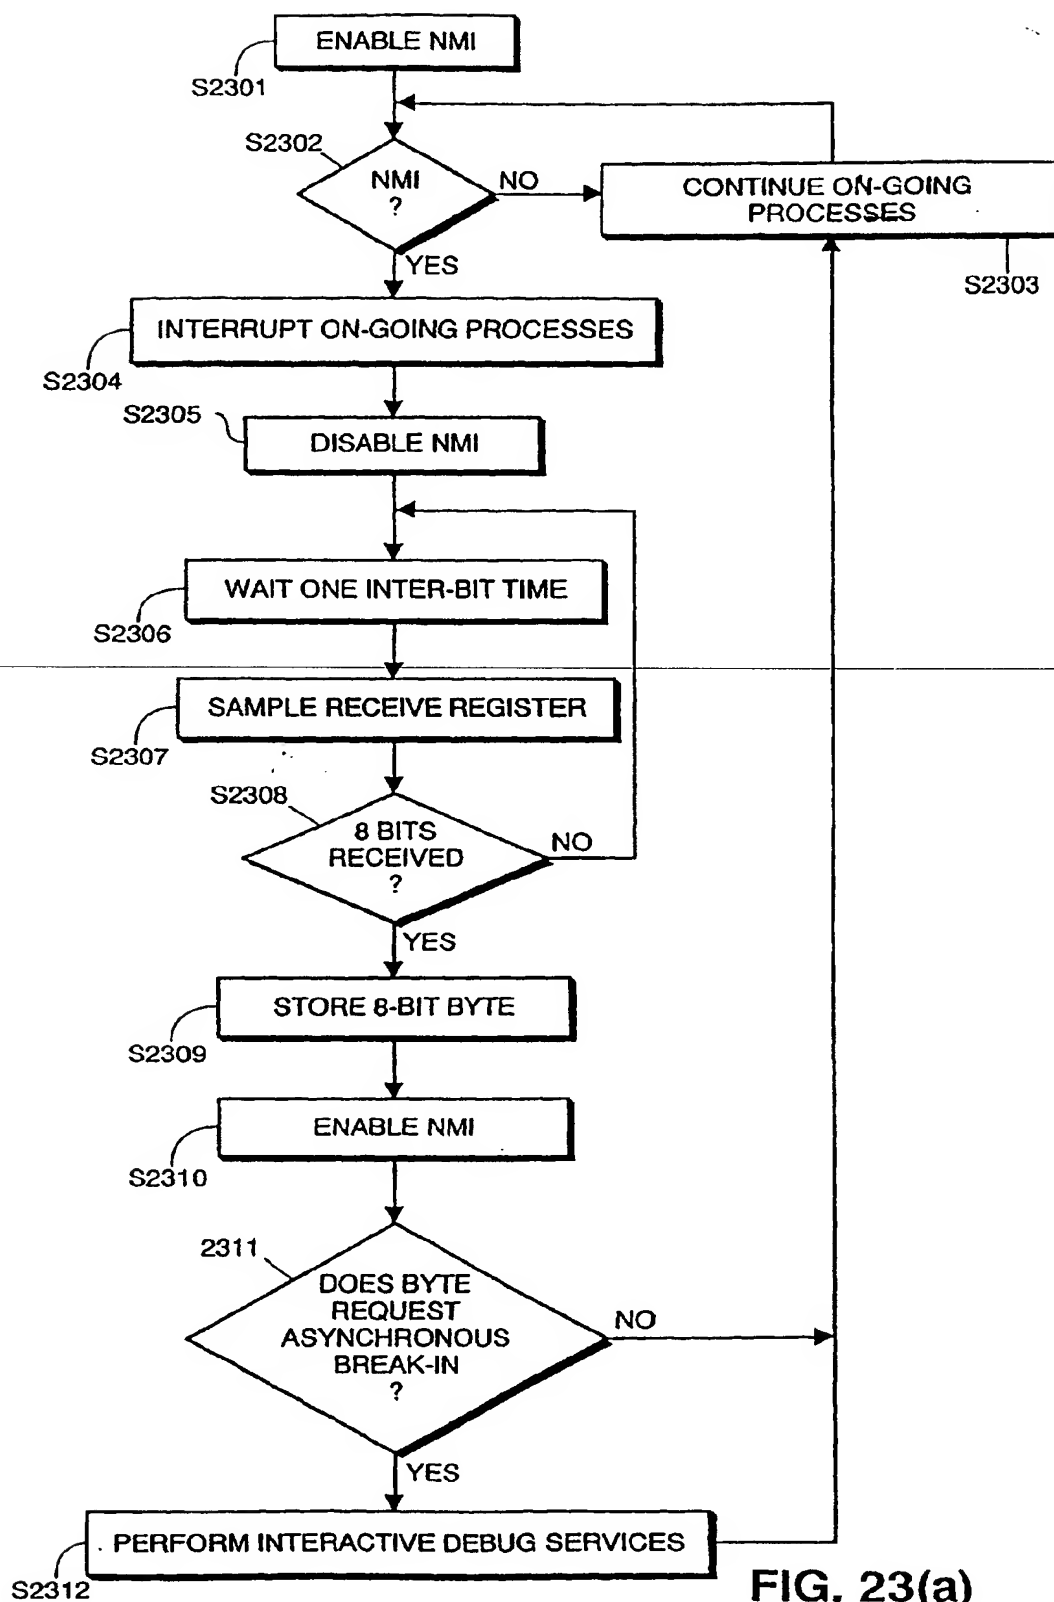 ENABLE NMI
S2301
S2302
NMI
?
NO
CONTINUE ON-GOING
PROCESSES
S2303
YES
INTERRUPT ON-GOING PROCESSES
S2304
S2305
DISABLE NMI
WAIT ONE INTER-BIT TIME
S2306
SAMPLE RECEIVE REGISTER
S2307
S2308
8 BITS
RECEIVED
?
NO
YES
STORE 8-BIT BYTE
S2309
ENABLE NMI
S2310
2311
DOES BYTE
REQUEST
ASYNCHRONOUS
BREAK-IN
?
NO
YES
PERFORM INTERACTIVE DEBUG SERVICES
S2312
FIG. 23(a)